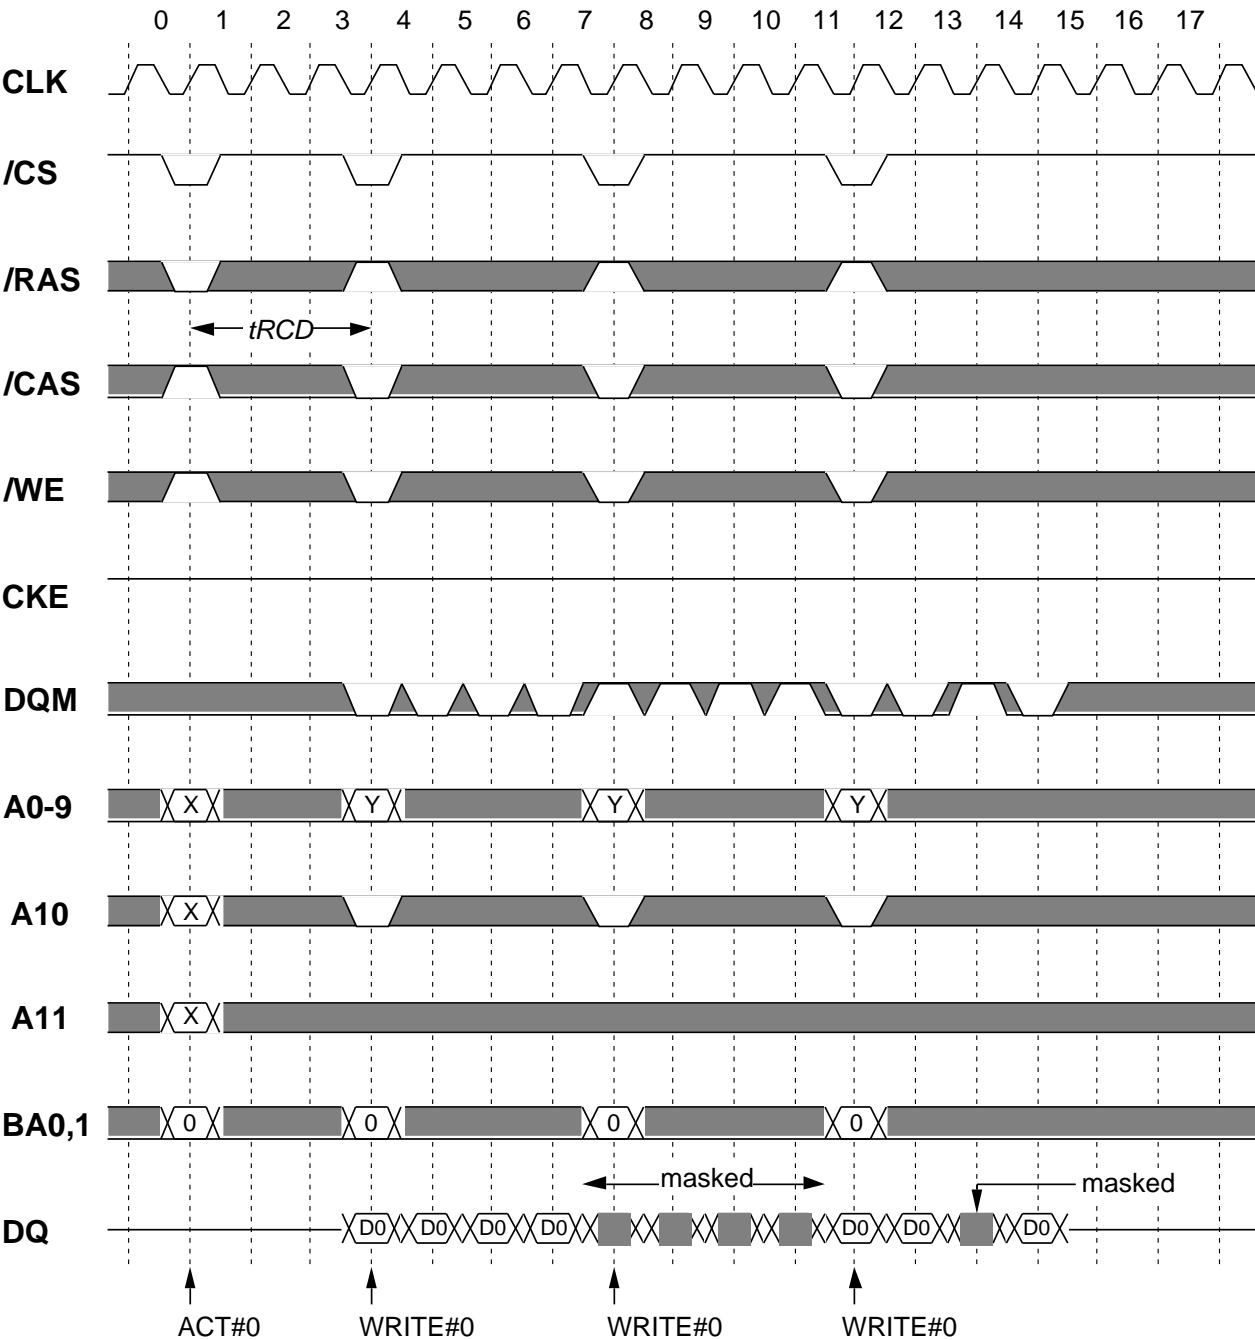 0 1 2 3 4 5 6 7 8 9 10 11 12 13 14 15 16 17
CLK
/CS
/RAS
tRCD
/CAS
/WE
CKE
DQM
A0-9 X Y Y Y
A10 X
A11 X
BA0,1 0 0 0 0
masked masked
DQ D0 D0 D0 D0 D0 D0 D0
ACT#0 WRITE#0 WRITE#0 WRITE#0